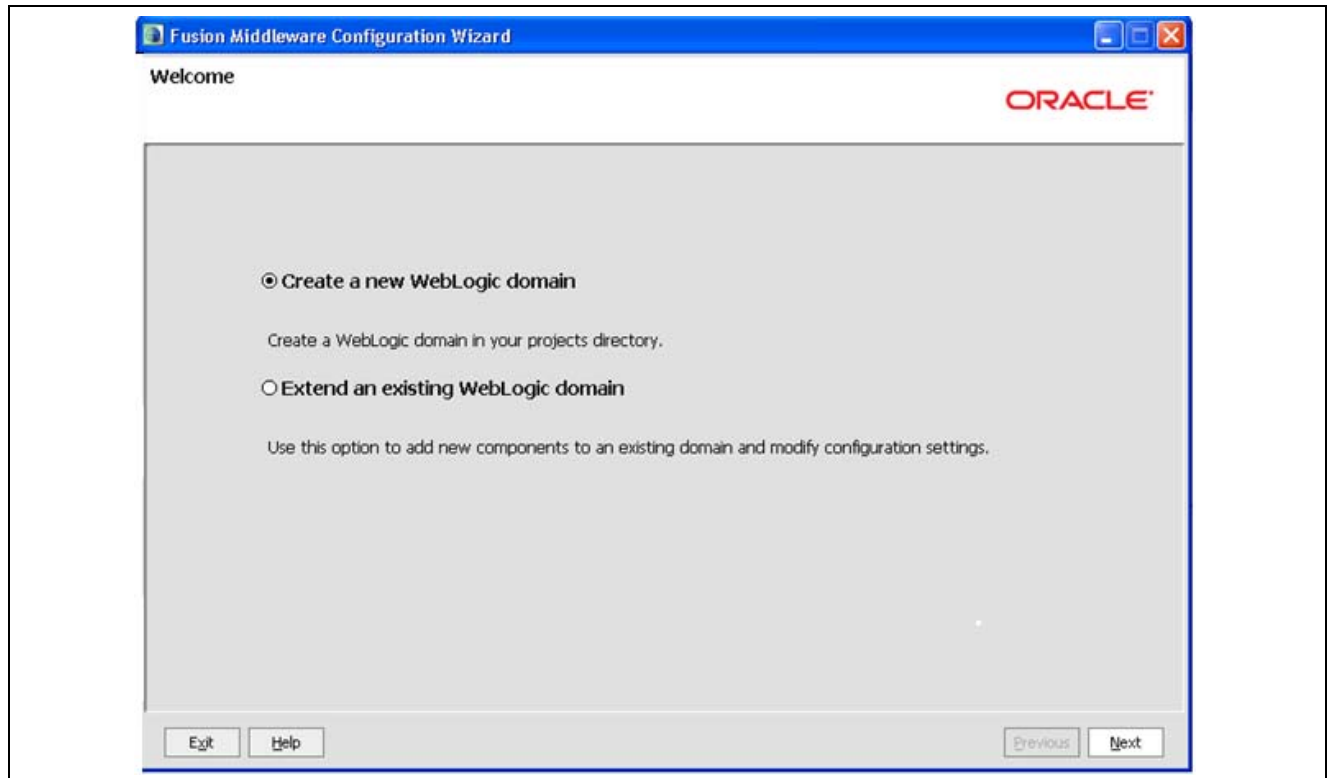 Fusion Middleware Configuration Wizard
Welcome
ORACLE
Create a new WebLogic domain
Create a WebLogic domain in your projects directory.
Extend an existing WebLogic domain
Use this option to add new components to an existing domain and modify configuration settings.
Exit Help Previous Next